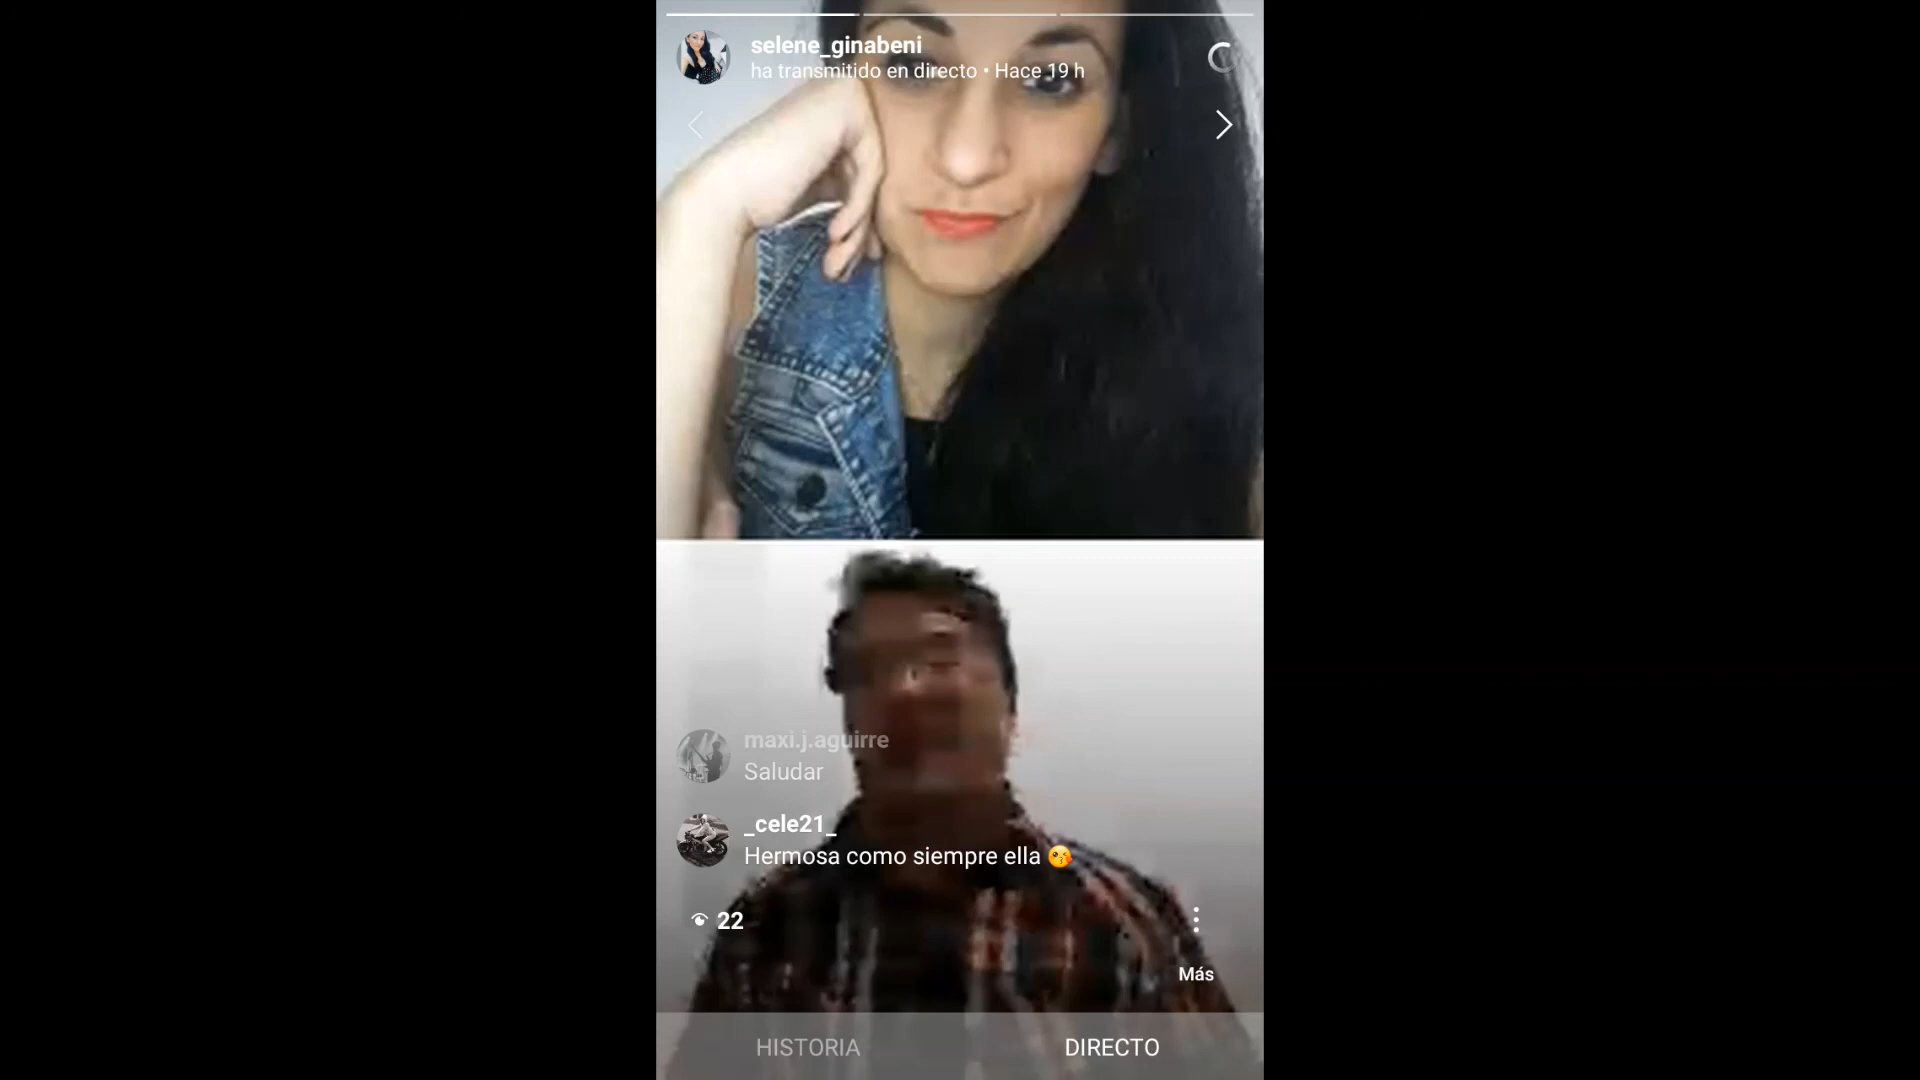 selene_ginabeni
ha transmitido en directo • Hace 19 h
maxi.j.aguirre
Saludar
_cele21_
Hermosa como siempre ella 😘
22
Más
HISTORIA
DIRECTO